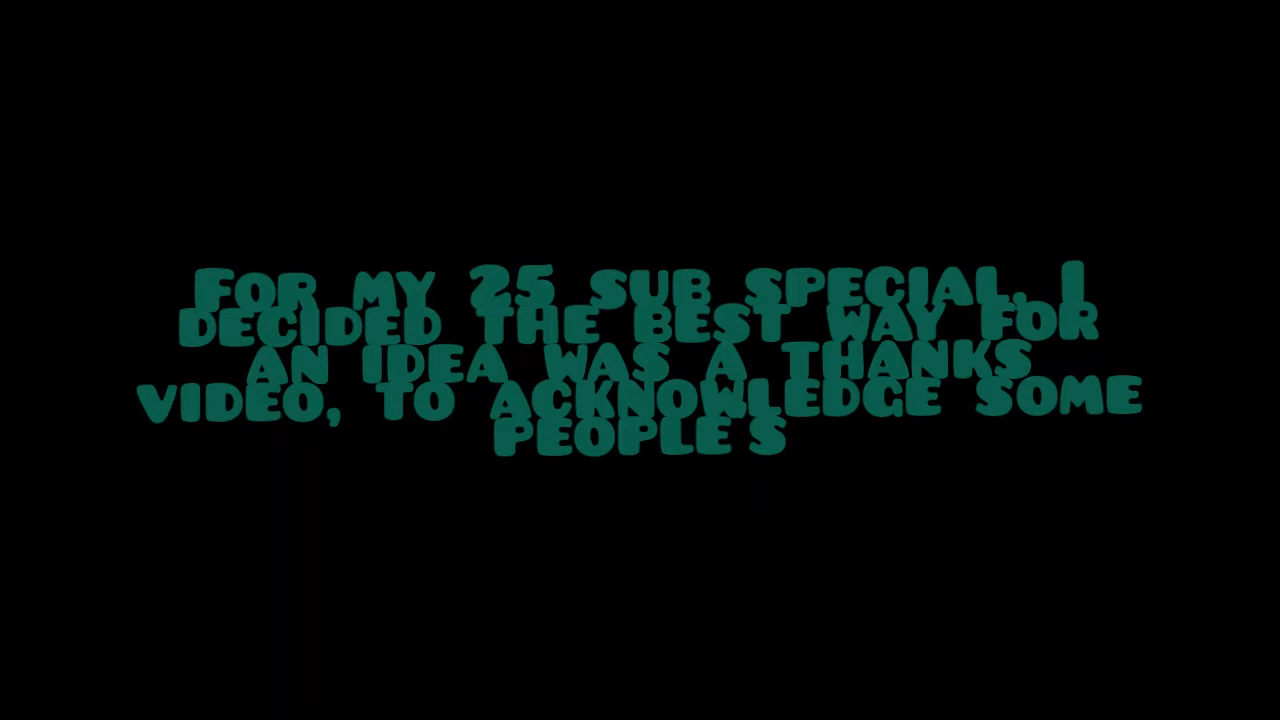 FOR MY 25 SUB SPECIAL, I
DECIDED THE BEST WAY FOR
AN IDEA WAS A THANKS
VIDEO, TO ACKNOWLEDGE SOME
PEOPLE S